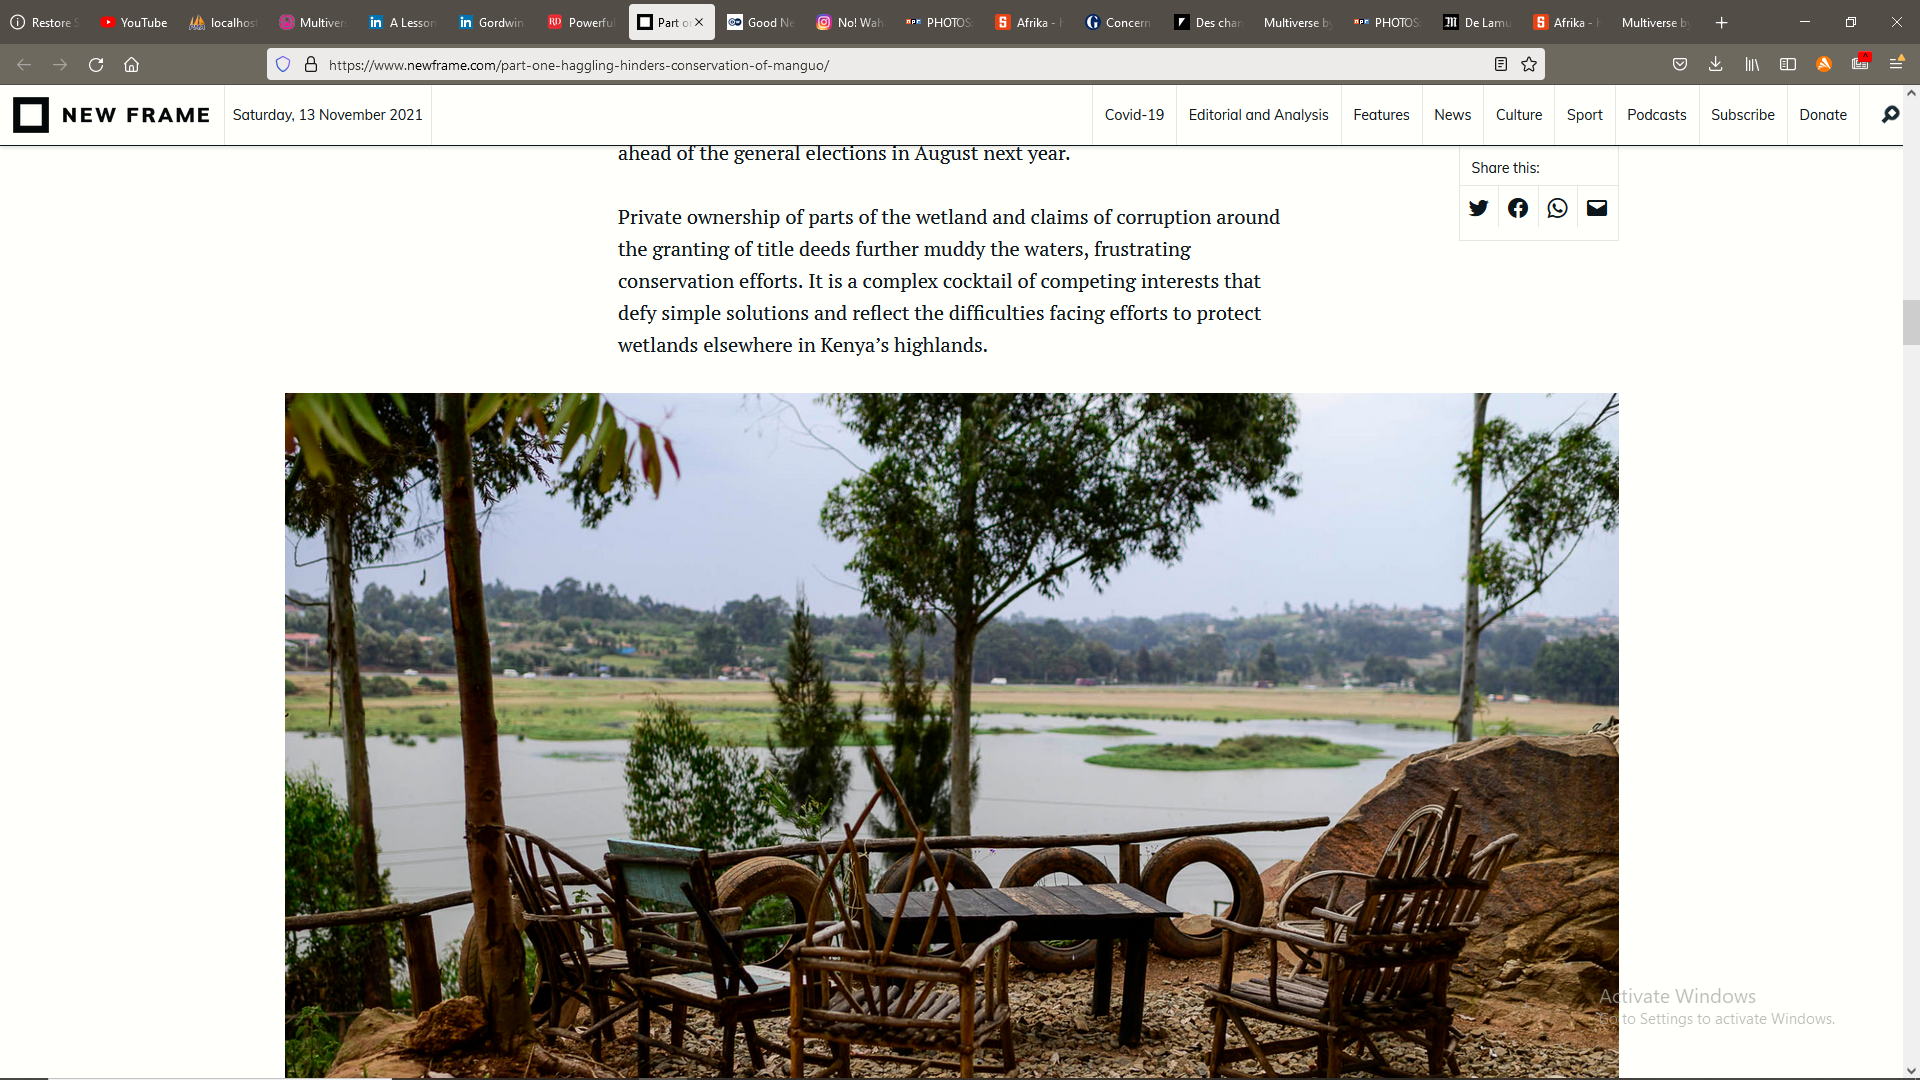 Restore S
YouTube
localhos
Multiver
A Lesson
Gordwin
Powerfu
Part o
Good Ne
No! Wah
PHOTOS:
Afrika - h
Concern
Des chan
Multiverse by
PHOTOS:
De Lamu
Afrika - h
Multiverse by
https://www.newframe.com/part-one-haggling-hinders-conservation-of-manguo/
NEW FRAME
Saturday, 13 November 2021
Covid-19
Editorial and Analysis
Features
News
Culture
Sport
Podcasts
Subscribe
Donate
ahead of the general elections in August next year.
Share this:
Private ownership of parts of the wetland and claims of corruption around
the granting of title deeds further muddy the waters, frustrating
conservation efforts. It is a complex cocktail of competing interests that
defy simple solutions and reflect the difficulties facing efforts to protect
wetlands elsewhere in Kenya’s highlands.
Activate Windows
Go to Settings to activate Windows.